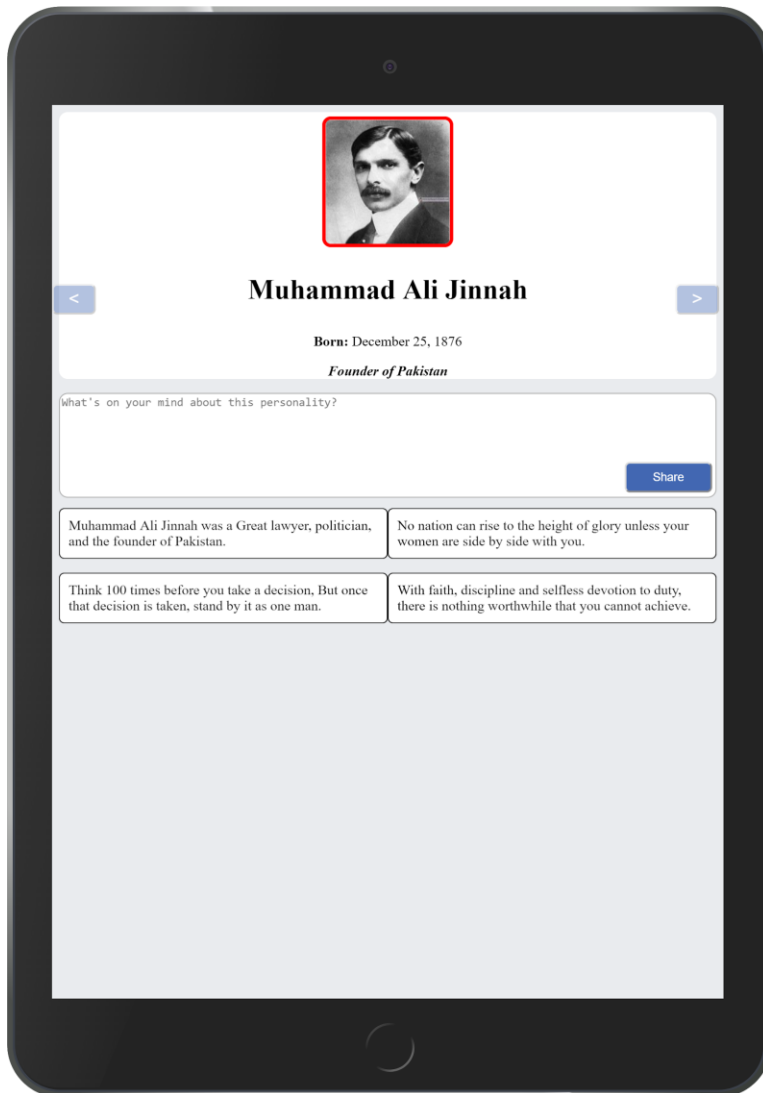 Muhammad Ali Jinnah
<
>
Born: December 25, 1876
Founder of Pakistan
What's on your mind about this personality?
Share
Muhammad Ali Jinnah was a Great lawyer, politician,
and the founder of Pakistan.
No nation can rise to the height of glory unless your
women are side by side with you.
Think 100 times before you take a decision, But once
that decision is taken, stand by it as one man.
With faith, discipline and selfless devotion to duty,
there is nothing worthwhile that you cannot achieve.